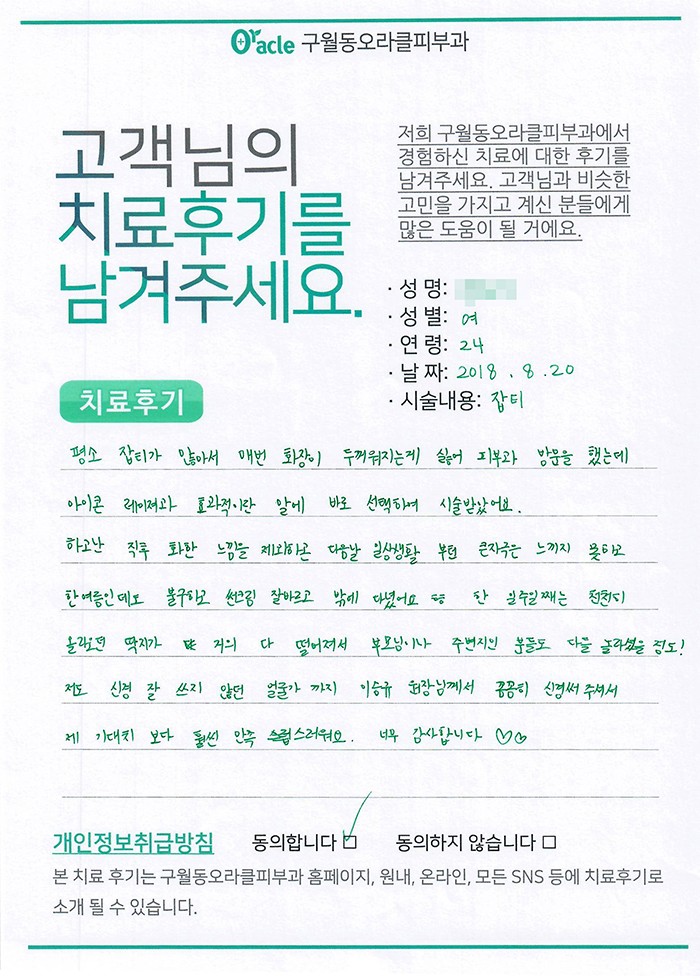 Oracle 구월동오라클피부과
고객님의
치료후기를
남겨주세요.
저희 구월동오라클피부과에서
경험하신 치료에 대한 후기를
남겨주세요. 고객님과 비슷한
고민을 가지고 계신 분들에게
많은 도움이 될 거에요.
· 성 명:
· 성 별: 여
· 연 령: 24
· 날 짜: 2018 . 8 . 20
· 시술내용: 잡티
치료후기
평소 잡티가 많아서 매번 화장이 두꺼워지는게 싫어 피부과 방문을 했는데
아이콘 레이져과 효과적이란 말에 바로 선택하여 시술받았어요.
하고난 직후 화한 느낌을 제외하곤 다음날 일상생활 부턴 큰자극은 느끼지 못하고
한여름인데도 불구하고 썬크림 잘바르고 밖에 다녔어요 한 일주일째는 천천히
올라오던 딱지가 거의 다 떨어져서 부모님이나 주변지인 분들도 다들 놀라셨을 정도!
저도 신경 잘 쓰지 않던 얼굴가 까지 이승규 원장님께서 꼼꼼히 신경써 주셔서
제 기대치 보다 훨씬 만족 스럽스러워요. 너무 감사합니다 ♡♡
개인정보취급방침 동의합니다 □ 동의하지 않습니다 □
본 치료 후기는 구월동오라클피부과 홈페이지, 원내, 온라인, 모든 SNS 등에 치료후기로
소개 될 수 있습니다.